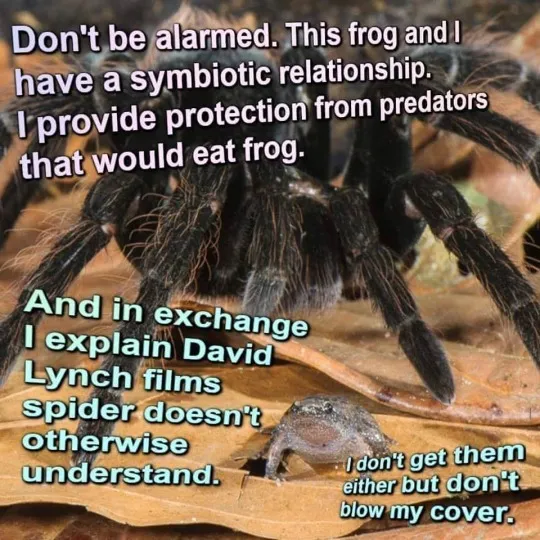 Don't be alarmed. This frog and I
have a symbiotic relationship.
I provide protection from predators
that would eat frog.
And in exchange
I explain David
Lynch films
spider doesn't
otherwise
understand.
I don't get them
either but don't
blow my cover.